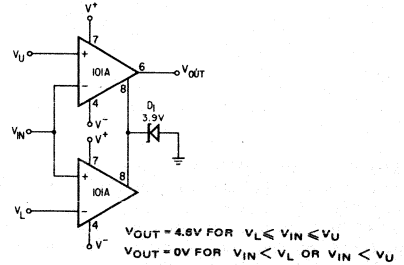 V+
7
VU
+
6
VOUT
101A
8
-
4
D1
3.9V
V-
VIN
V+
7
+
8
101A
VL
-
4
V-
VOUT = 4.6V FOR VL ≤ VIN ≤ VU
VOUT = 0V FOR VIN < VL OR VIN < VU